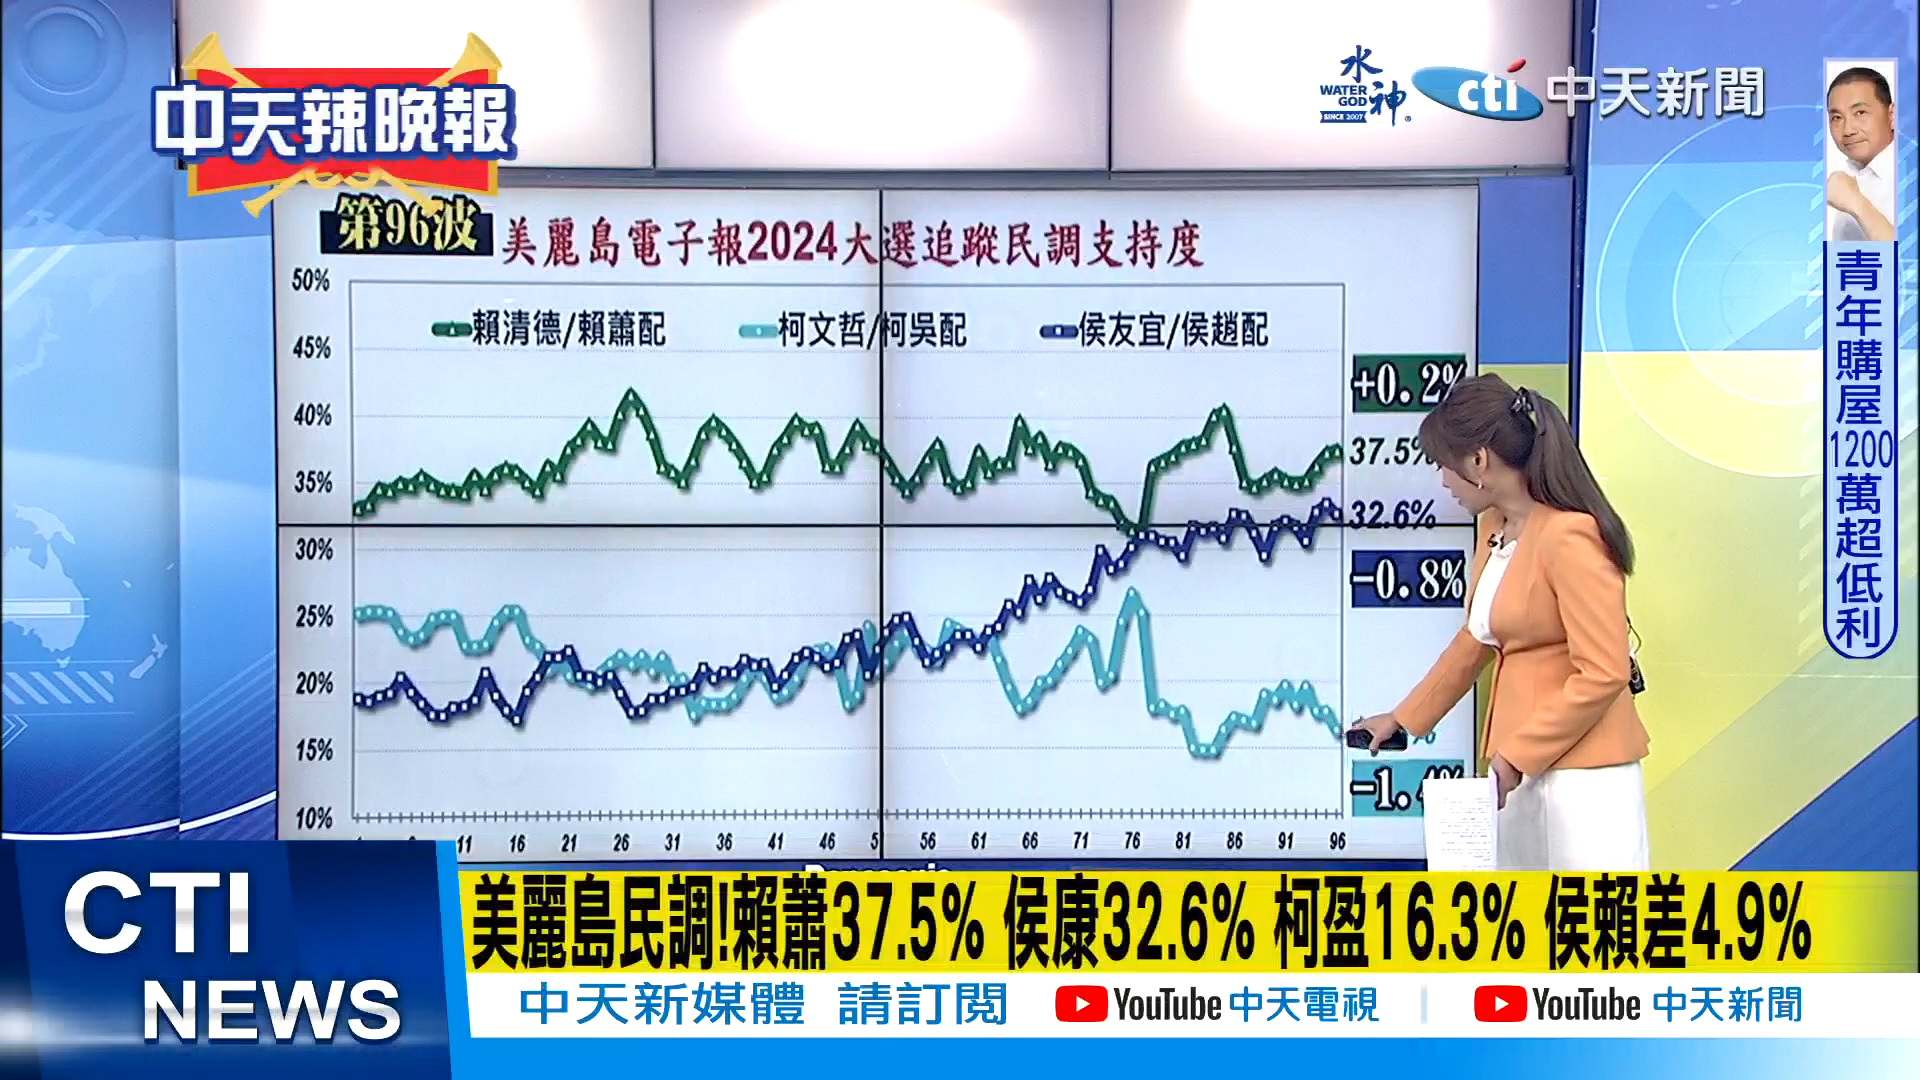 中天辣晚報
水神
WATER GOD
SINCE 2007
cti 中天新聞
青年購屋1200萬超低利
第96波
美麗島電子報2024大選追蹤民調支持度
賴清德/賴蕭配 柯文哲/柯吳配 侯友宜/侯趙配
50%
45%
40%
35%
30%
25%
20%
15%
10%
+0.2%
37.5%
32.6%
-0.8%
-1.4%
11 16 21 26 31 36 41 46 56 61 66 71 76 81 86 91 96
Panasonic
CTI NEWS
美麗島民調!賴蕭37.5% 侯康32.6% 柯盈16.3% 侯賴差4.9%
中天新媒體 請訂閱 YouTube 中天電視 | YouTube 中天新聞